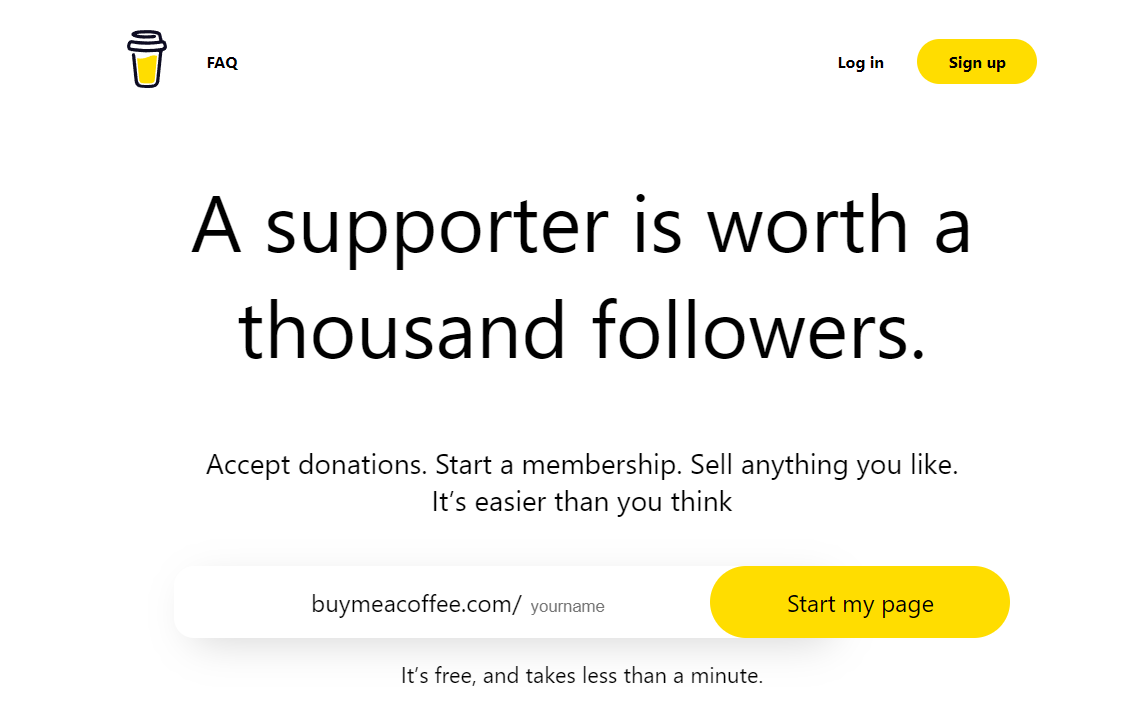 FAQ
Log in
Sign up
A supporter is worth a
thousand followers.
Accept donations. Start a membership. Sell anything you like.
It’s easier than you think
buymeacoffee.com/ yourname
Start my page
It’s free, and takes less than a minute.